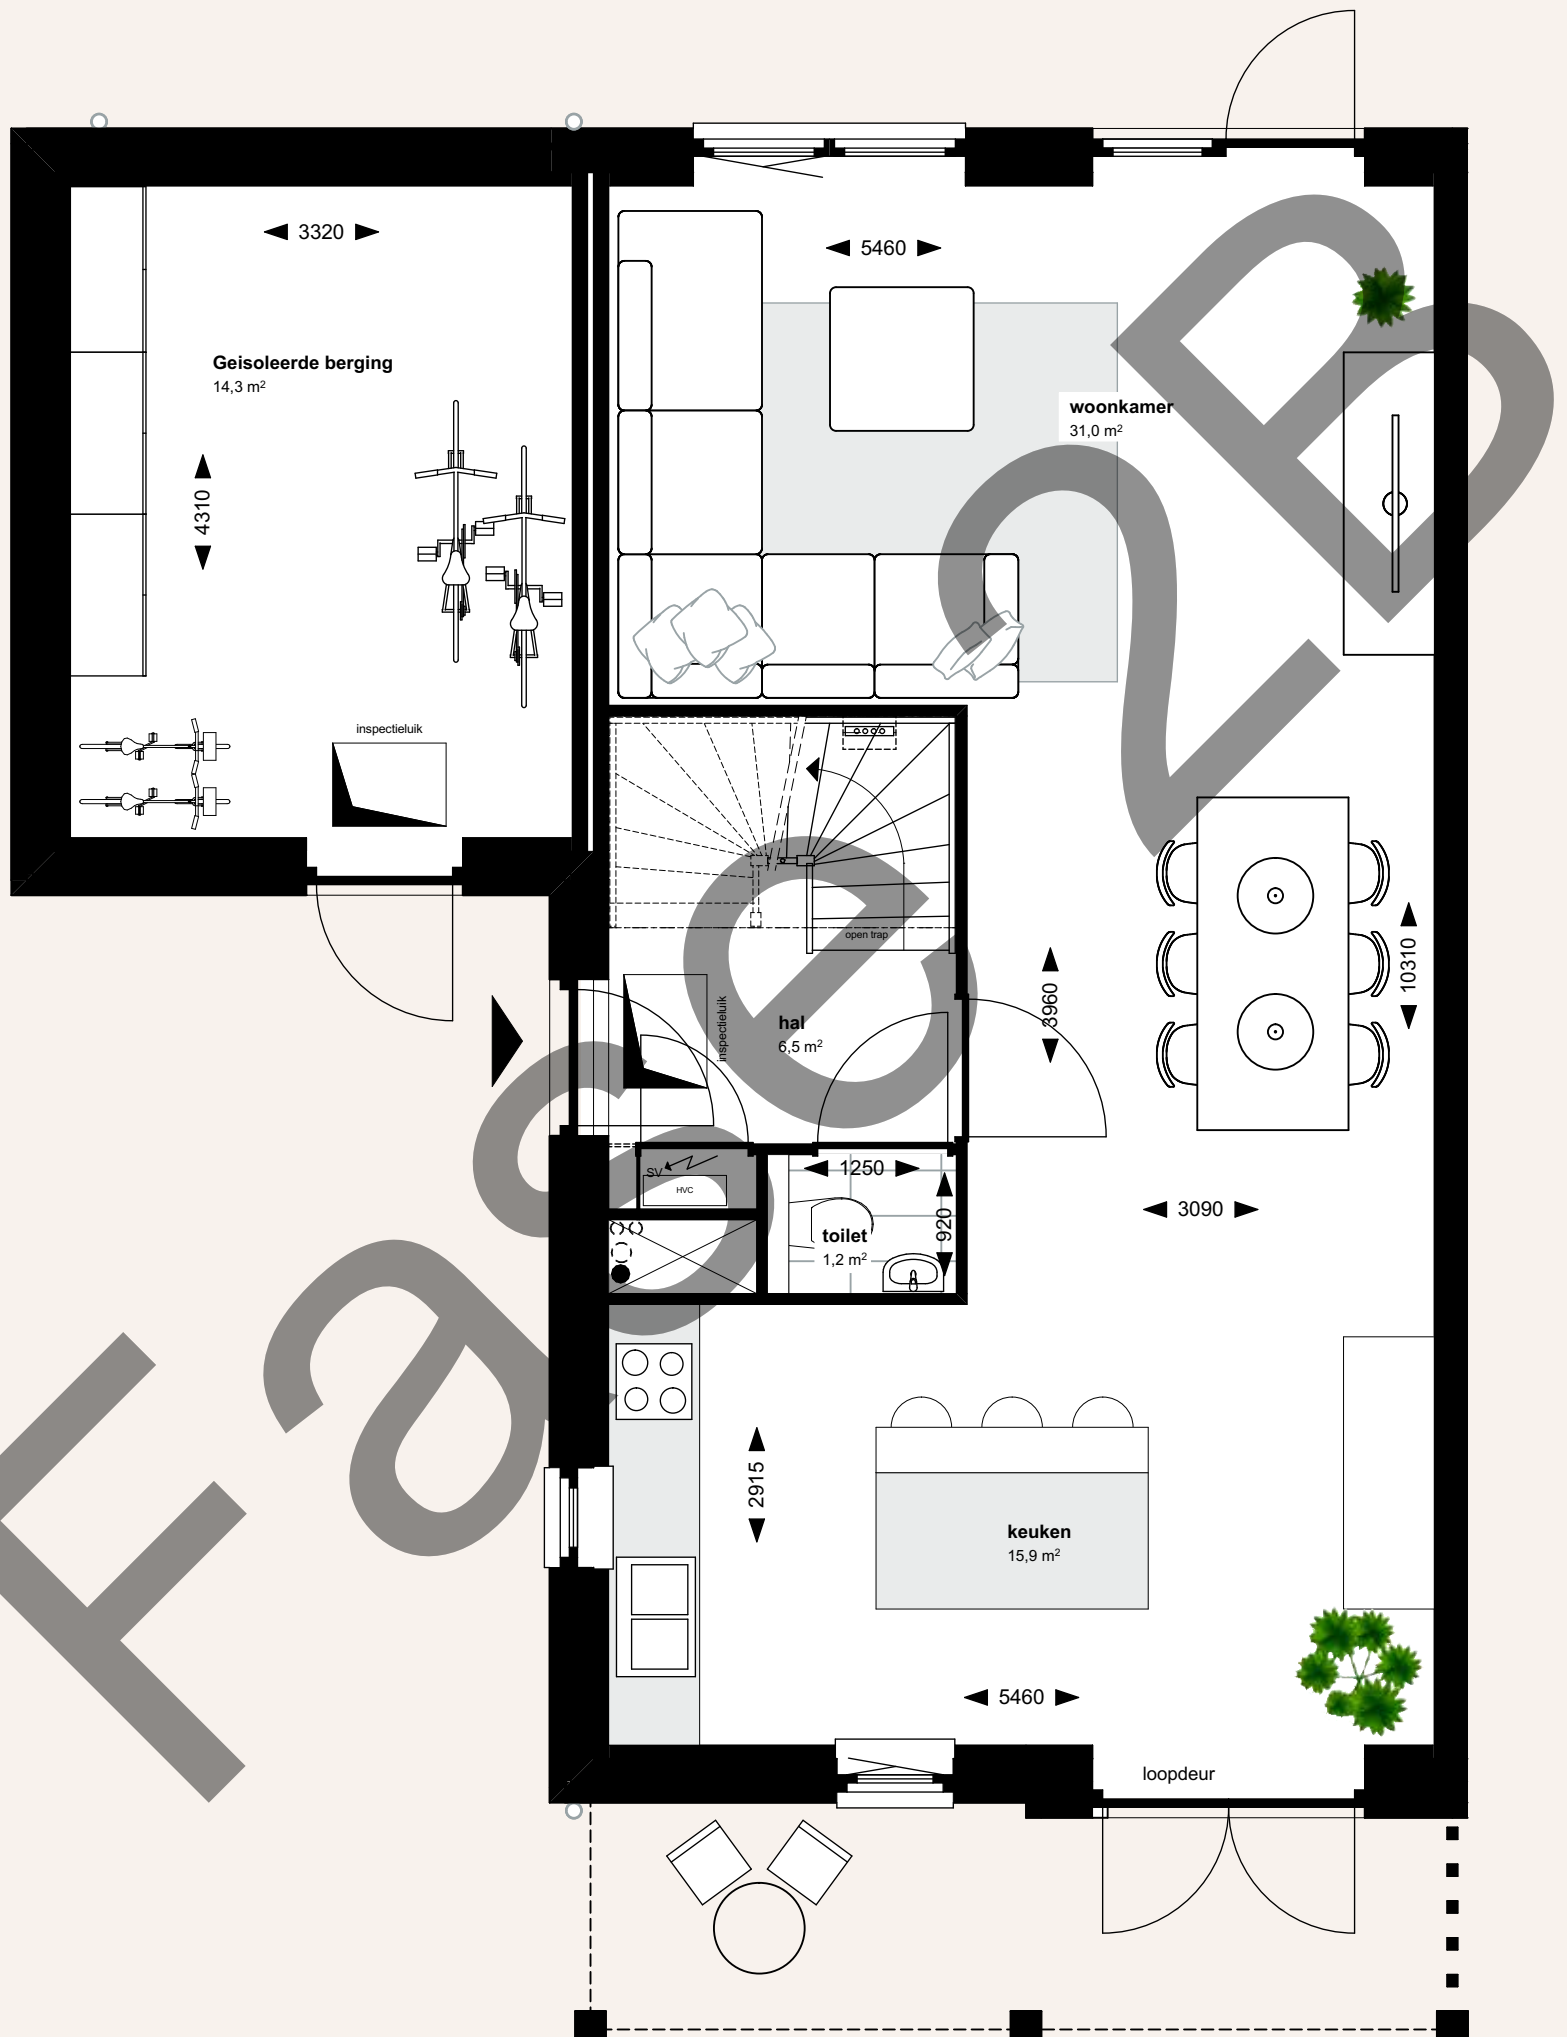 3320
5460
Geisoleerde berging
14,3 m²
woonkamer
31,0 m²
4310
inspectieluik
open trap
10310
3960
inspectieluik
hal
6,5 m²
SV
HVC
1250
920
toilet
1,2 m²
3090
2915
keuken
15,9 m²
5460
loopdeur
Fase 2B